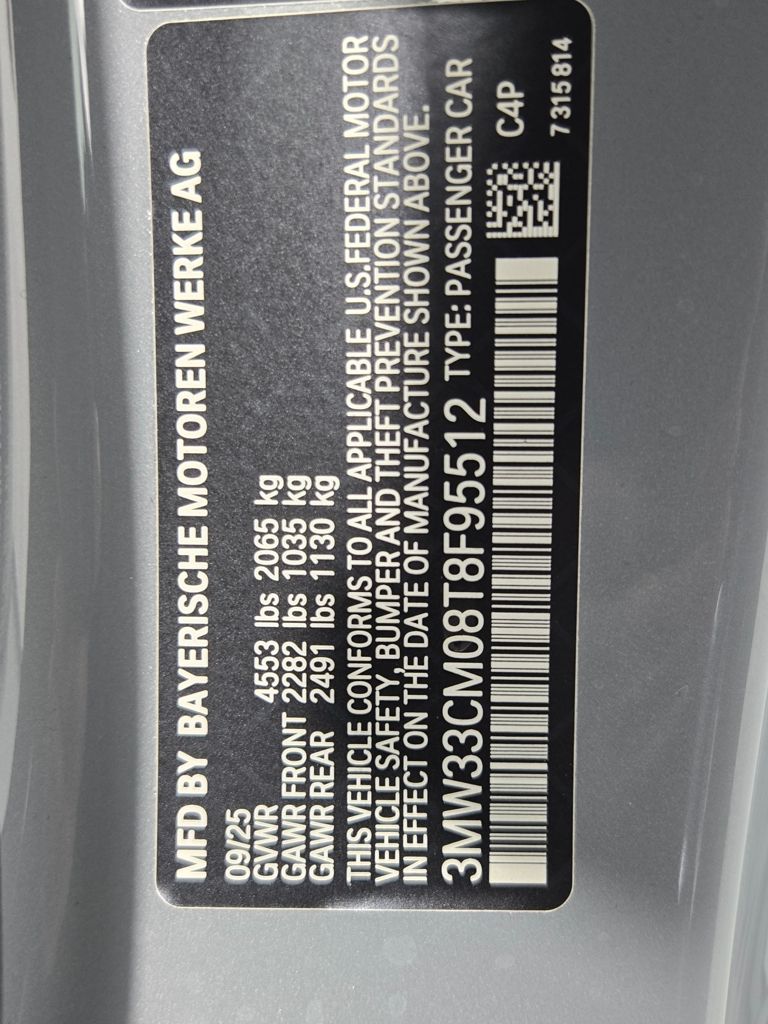 MFD BY BAYERISCHE MOTOREN WERKE AG
09/25
GVWR 4553 lbs 2065 kg
GAWR FRONT 2282 lbs 1035 kg
GAWR REAR 2491 lbs 1130 kg
THIS VEHICLE CONFORMS TO ALL APPLICABLE U.S.FEDERAL MOTOR
VEHICLE SAFETY, BUMPER AND THEFT PREVENTION STANDARDS
IN EFFECT ON THE DATE OF MANUFACTURE SHOWN ABOVE.
3MW33CM08T8F95512 TYPE: PASSENGER CAR
C4P
7 315 814